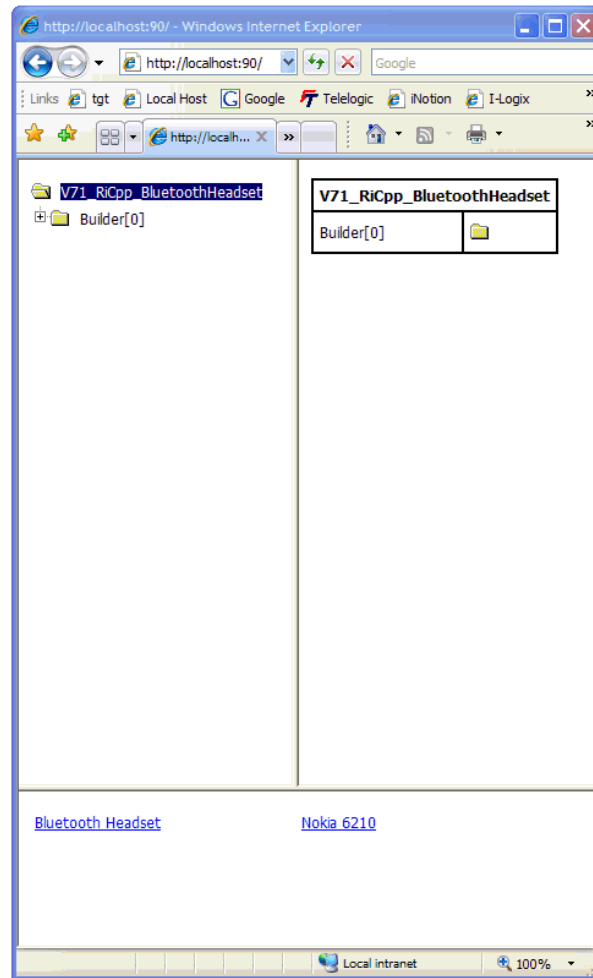 http://localhost:90/ - Windows Internet Explorer
http://localhost:90/ Google
Links tgt Local Host Google Telelogic iNotion I-Logix »
http://localh... X »
»
V71_RiCpp_BluetoothHeadset
Builder[0]
V71_RiCpp_BluetoothHeadset
Builder[0]
Bluetooth Headset Nokia 6210
Local intranet 100%